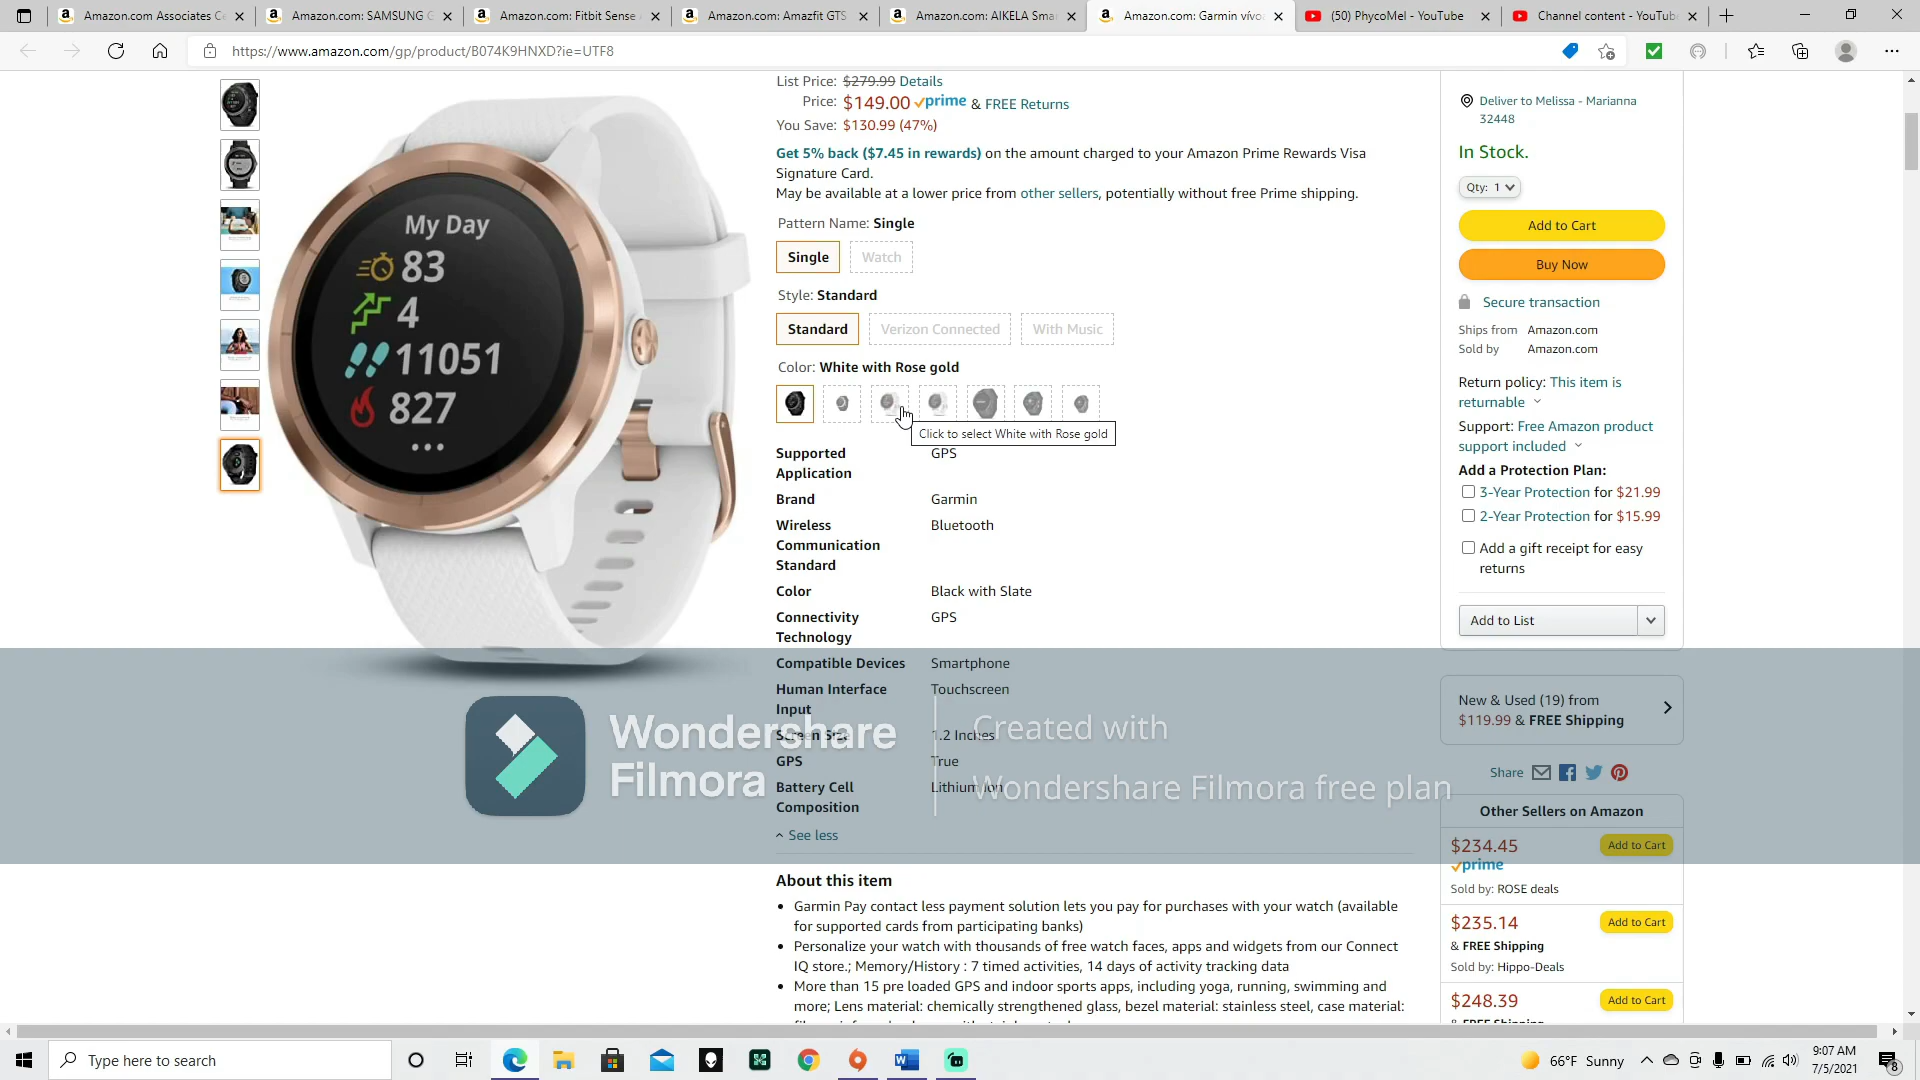 Amazon.com Associates Ce
Amazon.com: SAMSUNG G
Amazon.com: Fitbit Sense A
Amazon.com: Amazfit GTS
Amazon.com: AIKELA Smar
Amazon.com: Garmin vívoa
(50) PhycoMel - YouTube
Channel content - YouTube
https://www.amazon.com/gp/product/B074K9HNXD?ie=UTF8
My Day
83
4
11051
827
List Price: $279.99 Details
Price: $149.00 prime & FREE Returns
You Save: $130.99 (47%)
Get 5% back ($7.45 in rewards) on the amount charged to your Amazon Prime Rewards Visa
Signature Card.
May be available at a lower price from other sellers, potentially without free Prime shipping.
Pattern Name: Single
Single Watch
Style: Standard
Standard Verizon Connected With Music
Color: White with Rose gold
Click to select White with Rose gold
Supported
Application
GPS
Brand Garmin
Wireless
Communication
Standard
Bluetooth
Color Black with Slate
Connectivity
Technology
GPS
Compatible Devices Smartphone
Human Interface
Input
Touchscreen
Screen Size 1.2 Inches
GPS True
Battery Cell
Composition
Lithium Ion
See less
About this item
• Garmin Pay contact less payment solution lets you pay for purchases with your watch (available
for supported cards from participating banks)
• Personalize your watch with thousands of free watch faces, apps and widgets from our Connect
IQ store.; Memory/History : 7 timed activities, 14 days of activity tracking data
• More than 15 pre loaded GPS and indoor sports apps, including yoga, running, swimming and
more; Lens material: chemically strengthened glass, bezel material: stainless steel, case material:
Deliver to Melissa - Marianna
32448
In Stock.
Qty: 1
Add to Cart
Buy Now
Secure transaction
Ships from Amazon.com
Sold by Amazon.com
Return policy: This item is
returnable
Support: Free Amazon product
support included
Add a Protection Plan:
3-Year Protection for $21.99
2-Year Protection for $15.99
Add a gift receipt for easy
returns
Add to List
New & Used (19) from
$119.99 & FREE Shipping
Share
Other Sellers on Amazon
$234.45 Add to Cart
prime
Sold by: ROSE deals
$235.14 Add to Cart
& FREE Shipping
Sold by: Hippo-Deals
$248.39 Add to Cart
& FREE Shipping
Wondershare
Filmora
Created with
Wondershare Filmora free plan
Type here to search
66°F Sunny
9:07 AM
7/5/2021
8